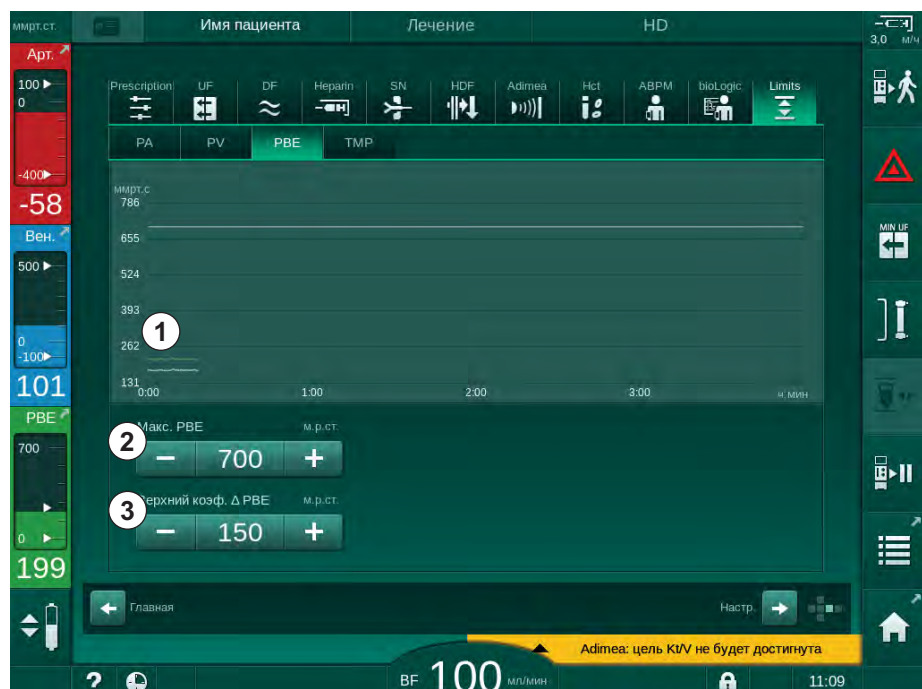 ммрт.ст. Имя пациента Лечение HD
3,0 м/ч
Арт.
100
0
-400
-58
Вен.
500
0
-100
101
PBE
700
0
199
Prescription UF DF Heparin SN HDF Adimea Hct ABPM bioLogic Limits
PA PV PBE TMP
ммрт.с
786
655
524
393
262
131
0:00 1:00 2:00 3:00 ч:мин
1
2
Макс. PBE м.р.ст.
− 700 +
3
Верхний коэф. Δ PBE м.р.ст.
− 150 +
MIN UF
Главная Настр.
Adimea: цель Kt/V не будет достигнута
? BF 100 мл/мин 11:09